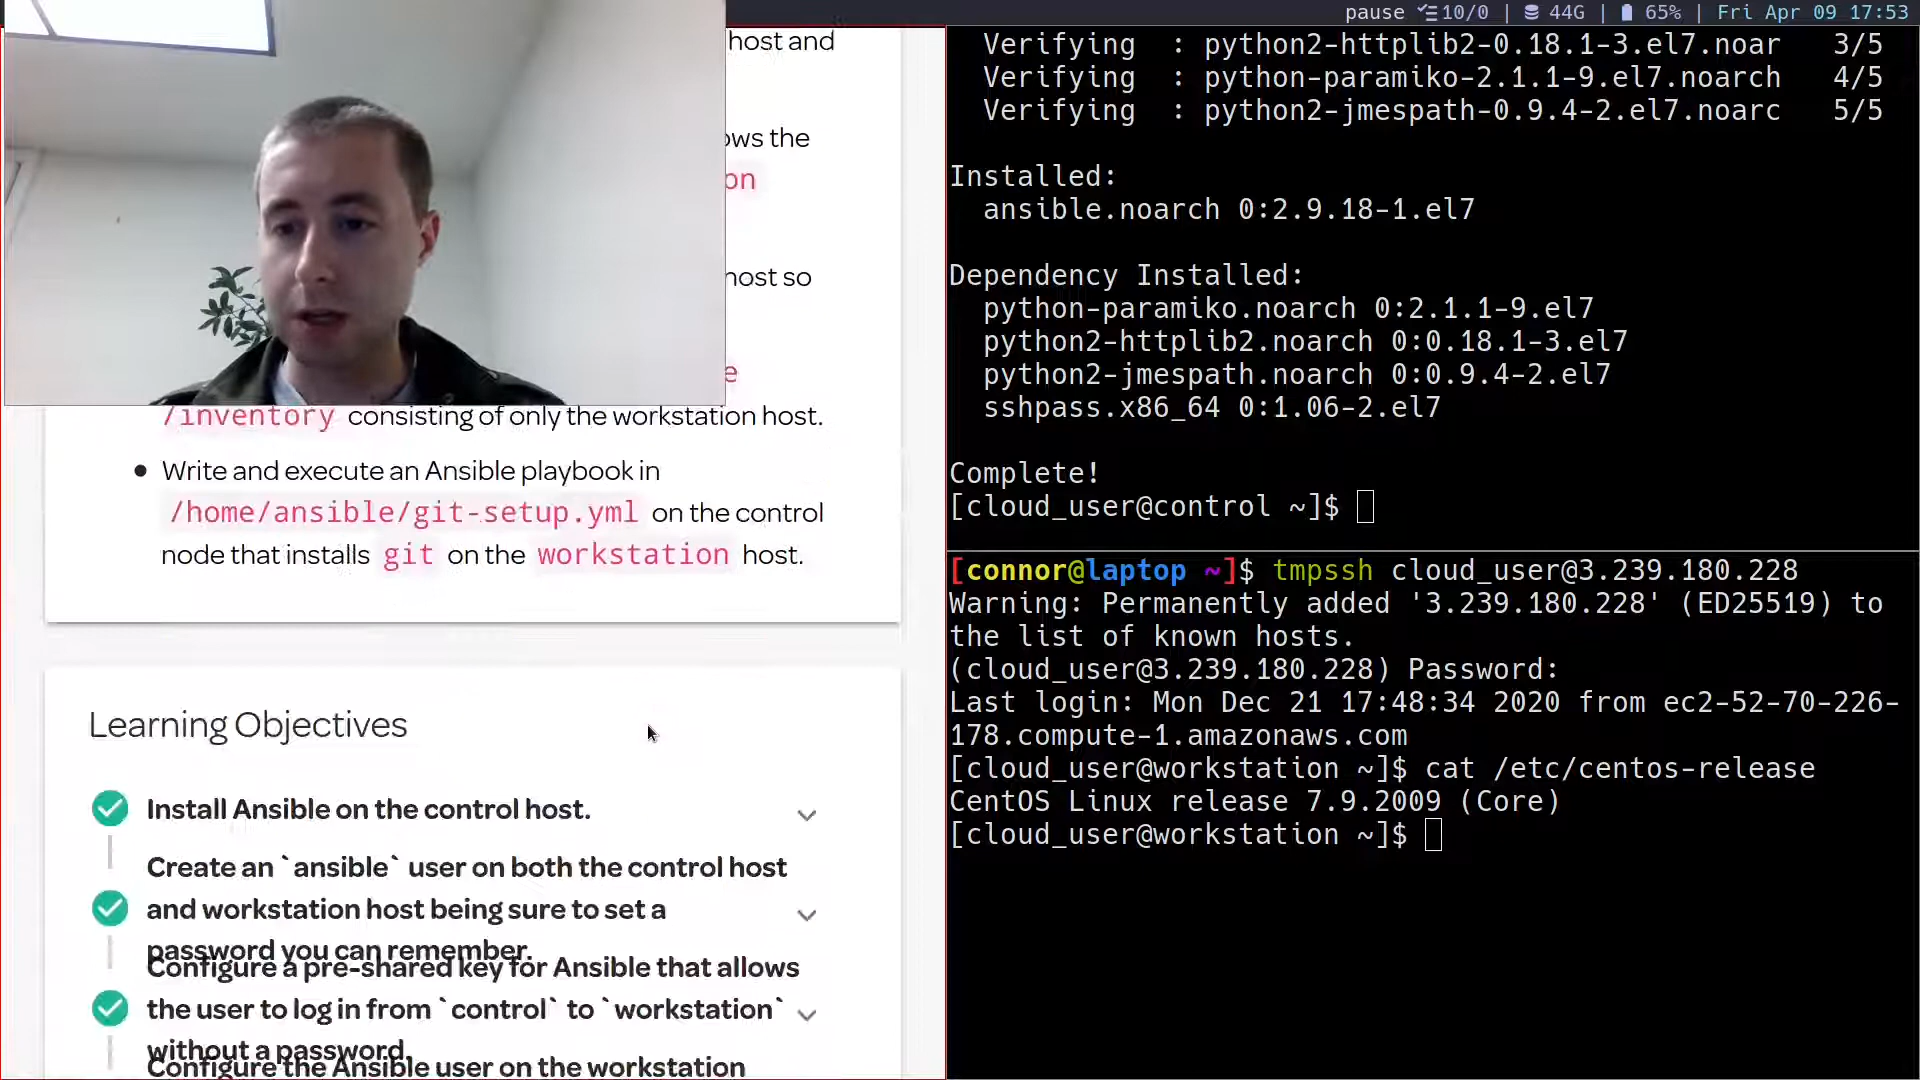 pause 10/0 | 44G | 65% | Fri Apr 09 17:53
host and
ows the
on
host so
e
/inventory consisting of only the workstation host.
Write and execute an Ansible playbook in
/home/ansible/git-setup.yml on the control
node that installs git on the workstation host.
Learning Objectives
Install Ansible on the control host.
Create an `ansible` user on both the control host
and workstation host being sure to set a
password you can remember.
Configure a pre-shared key for Ansible that allows
the user to log in from `control` to `workstation`
without a password.
Configure the Ansible user on the workstation
Verifying : python2-httplib2-0.18.1-3.el7.noar 3/5
Verifying : python-paramiko-2.1.1-9.el7.noarch 4/5
Verifying : python2-jmespath-0.9.4-2.el7.noarc 5/5
Installed:
ansible.noarch 0:2.9.18-1.el7
Dependency Installed:
python-paramiko.noarch 0:2.1.1-9.el7
python2-httplib2.noarch 0:0.18.1-3.el7
python2-jmespath.noarch 0:0.9.4-2.el7
sshpass.x86_64 0:1.06-2.el7
Complete!
[cloud_user@control ~]$
[connor@laptop ~]$ tmpssh cloud_user@3.239.180.228
Warning: Permanently added '3.239.180.228' (ED25519) to
the list of known hosts.
(cloud_user@3.239.180.228) Password:
Last login: Mon Dec 21 17:48:34 2020 from ec2-52-70-226-
178.compute-1.amazonaws.com
[cloud_user@workstation ~]$ cat /etc/centos-release
CentOS Linux release 7.9.2009 (Core)
[cloud_user@workstation ~]$